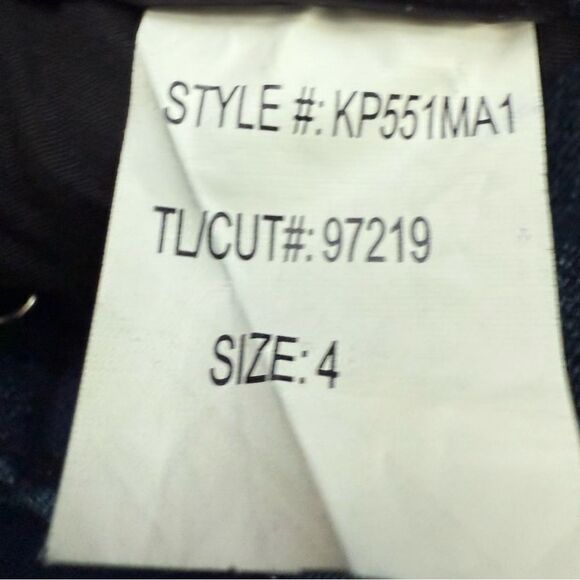 STYLE #: KP551MA1
TL/CUT#: 97219
SIZE: 4